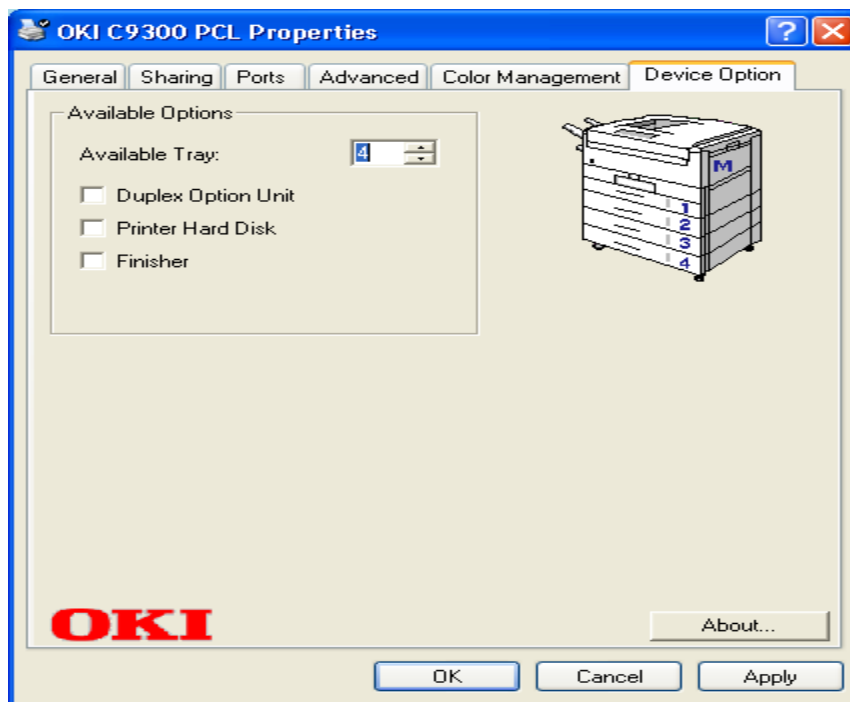 OKI C9300 PCL Properties
General Sharing Ports Advanced Color Management Device Option
Available Options
Available Tray: 4
Duplex Option Unit
Printer Hard Disk
Finisher
M
1
2
3
4
OKI
About...
OK Cancel Apply